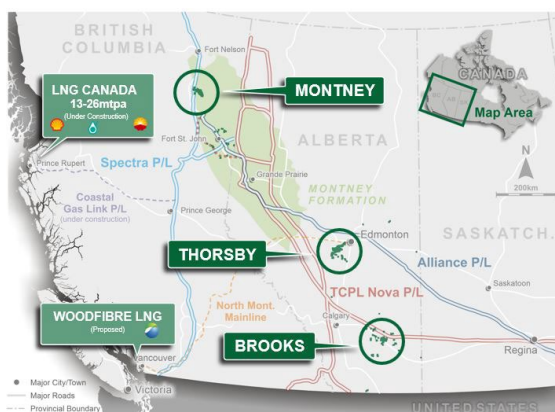 BRITISH
COLUMBIA
Fort Nelson
LNG CANADA
13-26mtpa
(Under Construction)
MONTNEY
CANADA
Map Area
N
200km
Fort St. John
ALBERTA
Prince Rupert
Spectra P/L
Grande Prairie
MONTNEY
FORMATION
Coastal
Gas Link P/L
(under construction)
Prince George
THORSBY
Edmonton
SASKATCH.
Alliance P/L
Saskatoon
TCPL Nova P/L
North Mont.
Mainline
Calgary
WOODFIBRE LNG
(Proposed)
BROOKS
Regina
Vancouver
Victoria
Major City/Town
Major Roads
Provincial Boundary
UNITED STATES